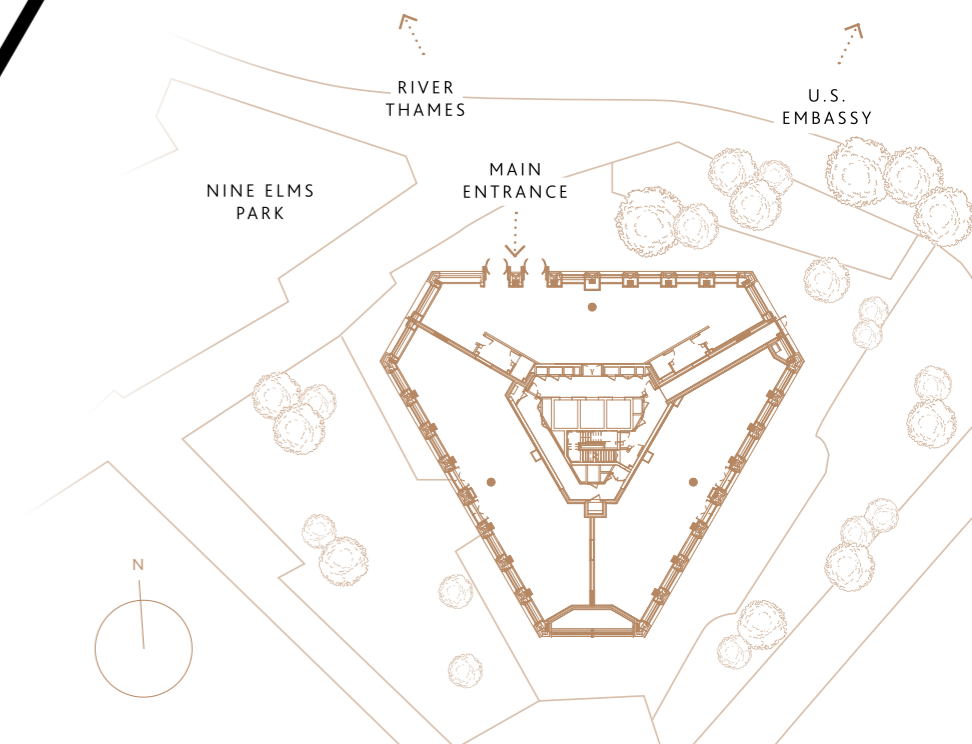 RIVER
THAMES
U.S.
EMBASSY
MAIN
ENTRANCE
NINE ELMS
PARK
N